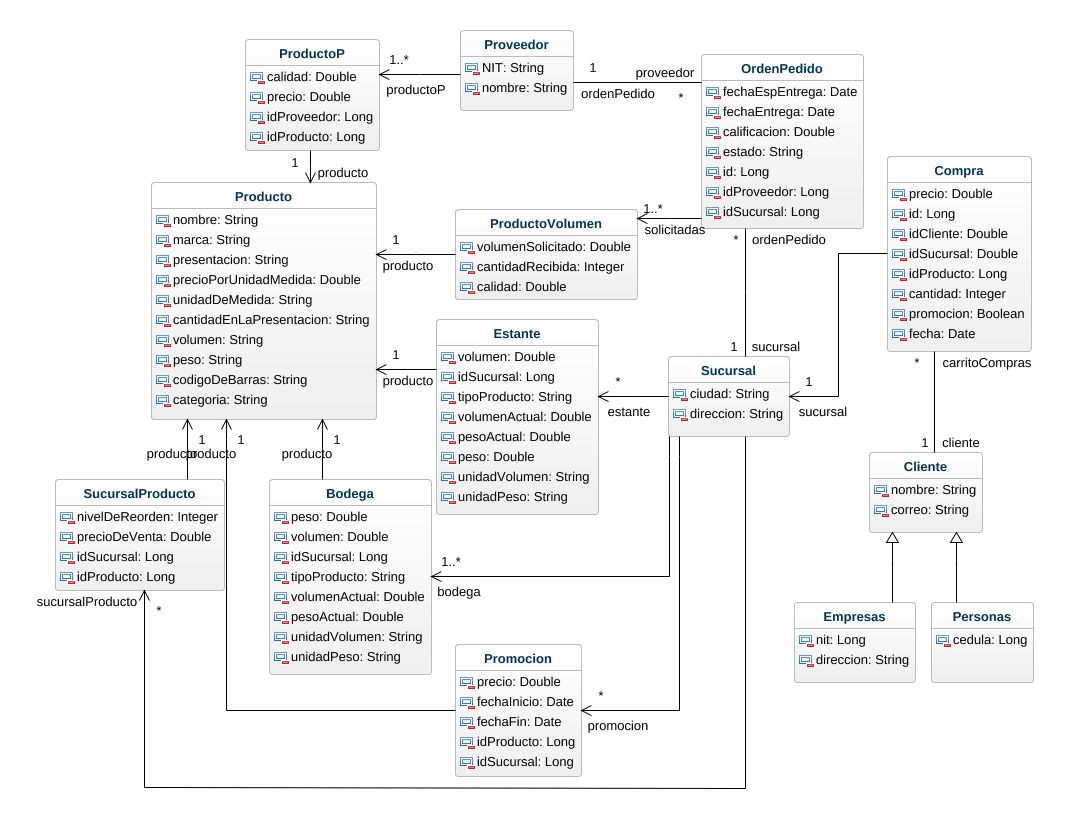 ProductoP
calidad: Double
precio: Double
idProveedor: Long
idProducto: Long
1..*
productoP
Proveedor
NIT: String
nombre: String
1
proveedor
ordenPedido
*
OrdenPedido
fechaEspEntrega: Date
fechaEntrega: Date
calificacion: Double
estado: String
id: Long
idProveedor: Long
idSucursal: Long
1
producto
Producto
nombre: String
marca: String
presentacion: String
precioPorUnidadMedida: Double
unidadDeMedida: String
cantidadEnLaPresentacion: String
volumen: String
peso: String
codigoDeBarras: String
categoria: String
1
producto
ProductoVolumen
volumenSolicitado: Double
cantidadRecibida: Integer
calidad: Double
1..*
solicitadas
*
ordenPedido
Compra
precio: Double
id: Long
idCliente: Double
idSucursal: Double
idProducto: Long
cantidad: Integer
promocion: Boolean
fecha: Date
1
producto
Estante
volumen: Double
idSucursal: Long
tipoProducto: String
volumenActual: Double
pesoActual: Double
peso: Double
unidadVolumen: String
unidadPeso: String
*
estante
1
sucursal
Sucursal
ciudad: String
direccion: String
1
sucursal
*
carritoCompras
1
cliente
Cliente
nombre: String
correo: String
1
producto
1
producto
1
producto
SucursalProducto
nivelDeReorden: Integer
precioDeVenta: Double
idSucursal: Long
idProducto: Long
sucursalProducto
*
Bodega
peso: Double
volumen: Double
idSucursal: Long
tipoProducto: String
volumenActual: Double
pesoActual: Double
unidadVolumen: String
unidadPeso: String
1..*
bodega
Empresas
nit: Long
direccion: String
Personas
cedula: Long
Promocion
precio: Double
fechaInicio: Date
fechaFin: Date
idProducto: Long
idSucursal: Long
*
promocion